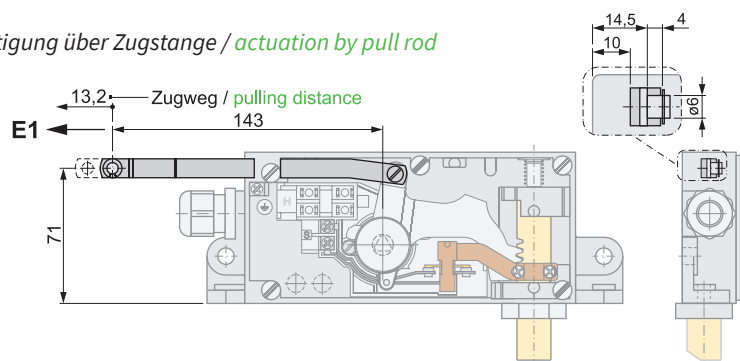 tigung über Zugstange / actuation by pull rod
14,5
4
10
ø6
13,2
Zugweg / pulling distance
E1
143
71
H
S